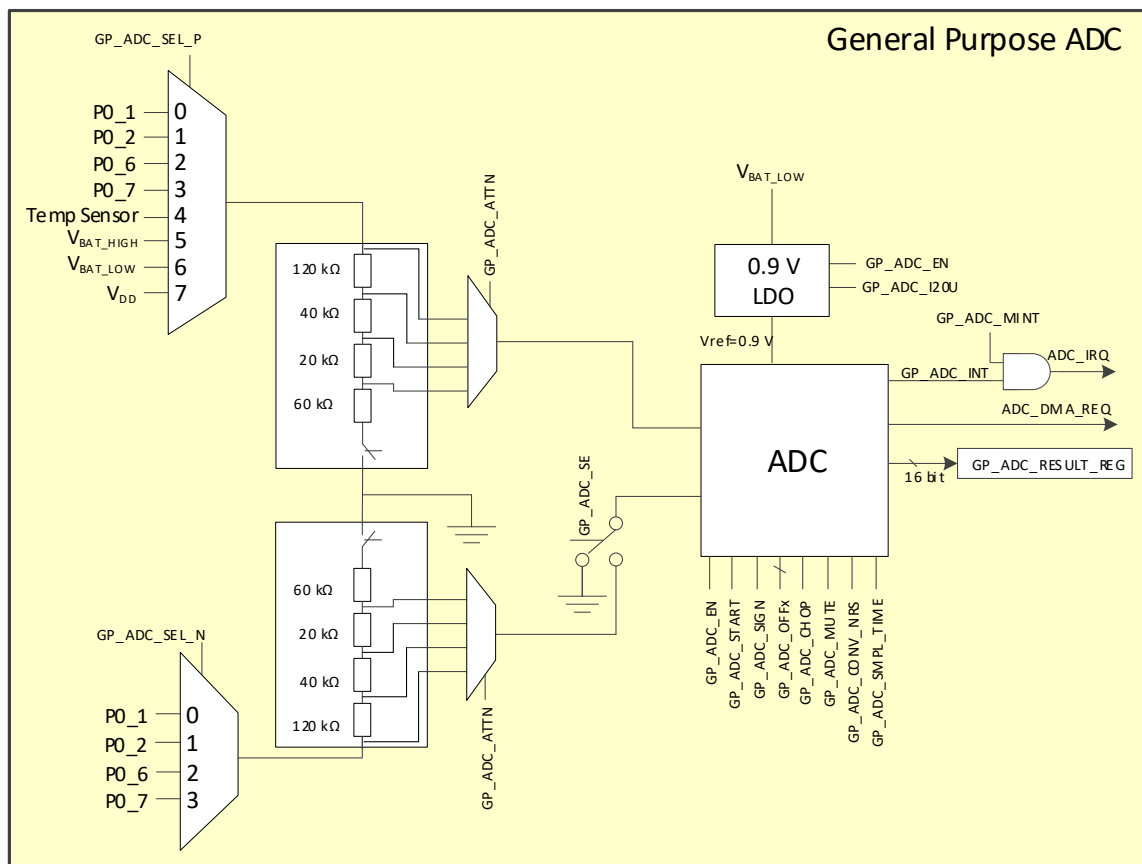 General Purpose ADC
GP_ADC_SEL_P
P0_1
0
P0_2
1
P0_6
2
P0_7
3
Temp Sensor
4
VBAT_HIGH
5
VBAT_LOW
6
VDD
7
120 kΩ
40 kΩ
20 kΩ
60 kΩ
GP_ADC_ATTN
VBAT_LOW
0.9 V
LDO
GP_ADC_EN
GP_ADC_I20U
Vref=0.9 V
GP_ADC_MINT
GP_ADC_INT
ADC_IRQ
ADC_DMA_REQ
ADC
16 bit
GP_ADC_RESULT_REG
GP_ADC_SE
GP_ADC_EN
GP_ADC_START
GP_ADC_SIGN
GP_ADC_OFFx
GP_ADC_CHOP
GP_ADC_MUTE
GP_ADC_CONV_NRS
GP_ADC_SMPL_TIME
60 kΩ
20 kΩ
40 kΩ
120 kΩ
GP_ADC_ATTN
GP_ADC_SEL_N
P0_1
0
P0_2
1
P0_6
2
P0_7
3